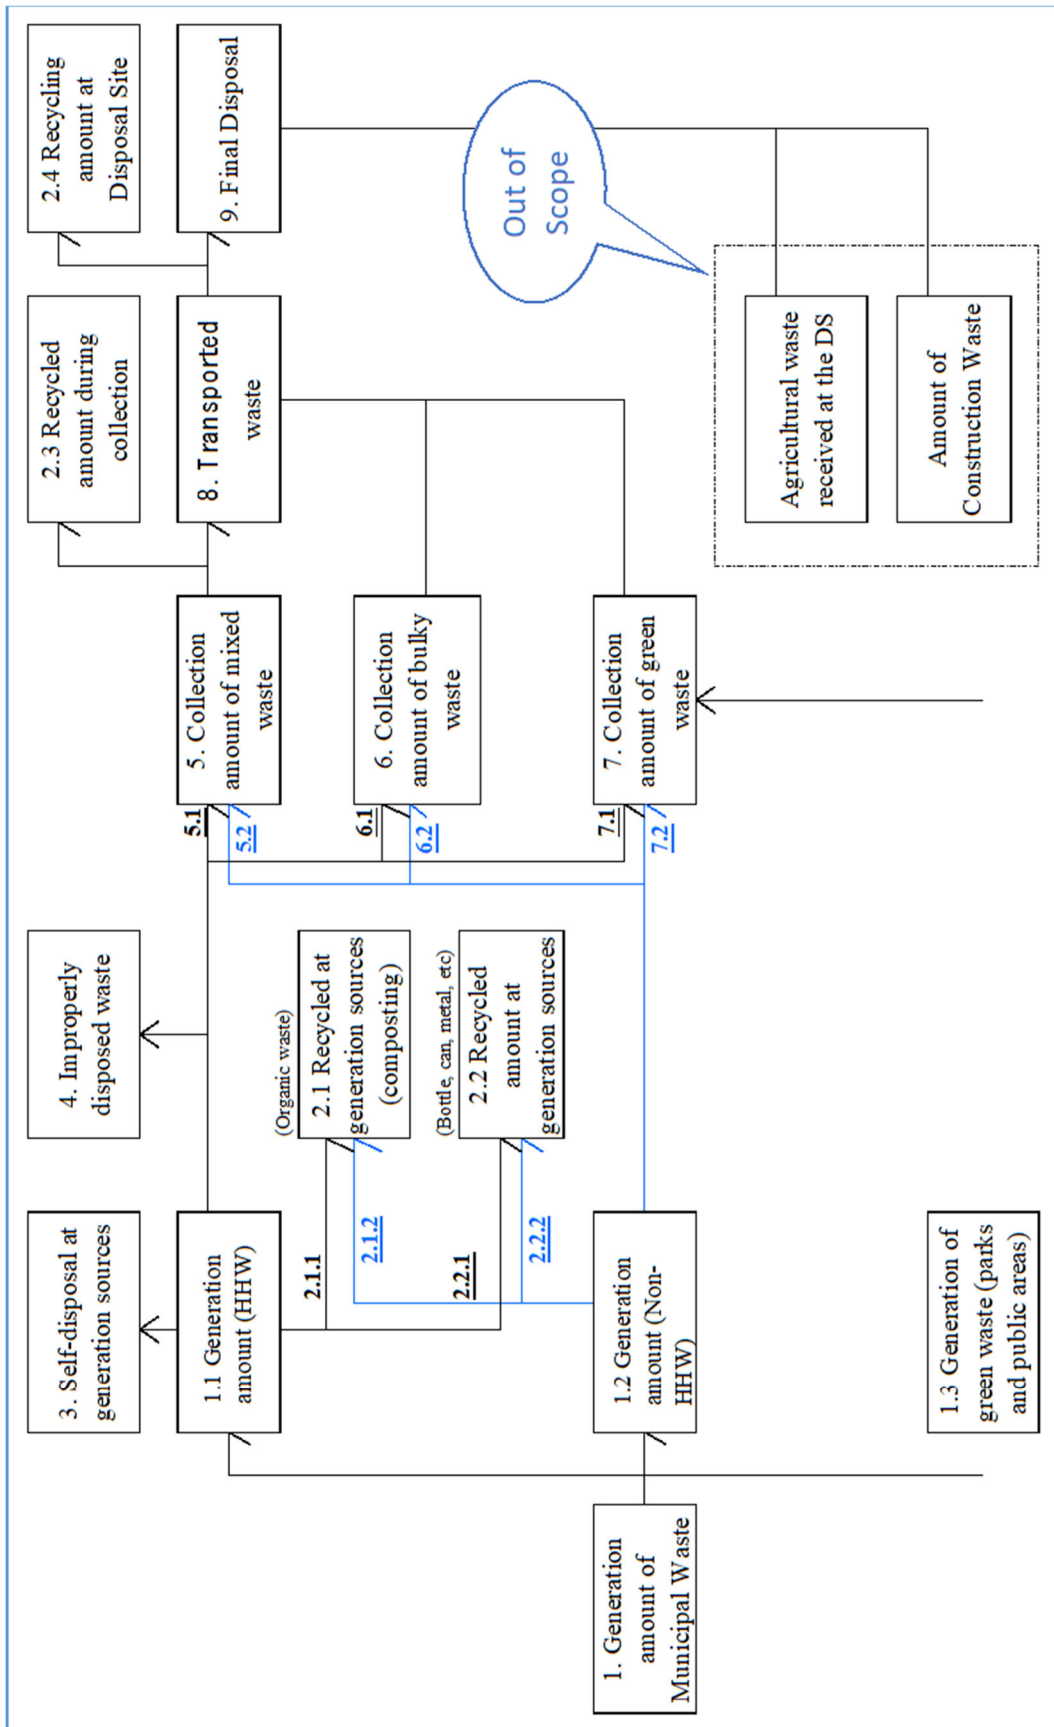 1. Generation
amount of
Municipal Waste
3. Self-disposal at
generation sources
1.1 Generation
amount (HHW)
1.2 Generation
amount (Non-
HHW)
1.3 Generation of
green waste (parks
and public areas)
2.1.1
2.1.2
2.2.1
2.2.2
4. Improperly
disposed waste
(Organic waste)
2.1 Recycled at
generation sources
(composting)
(Bottle, can, metal, etc)
2.2 Recycled
amount at
generation sources
5.1
5.2
6.1
6.2
7.1
7.2
5. Collection
amount of mixed
waste
6. Collection
amount of bulky
waste
7. Collection
amount of green
waste
2.3 Recycled
amount during
collection
8. Transported
waste
Agricultural waste
received at the DS
Amount of
Construction Waste
2.4 Recycling
amount at
Disposal Site
9. Final Disposal
Out of
Scope